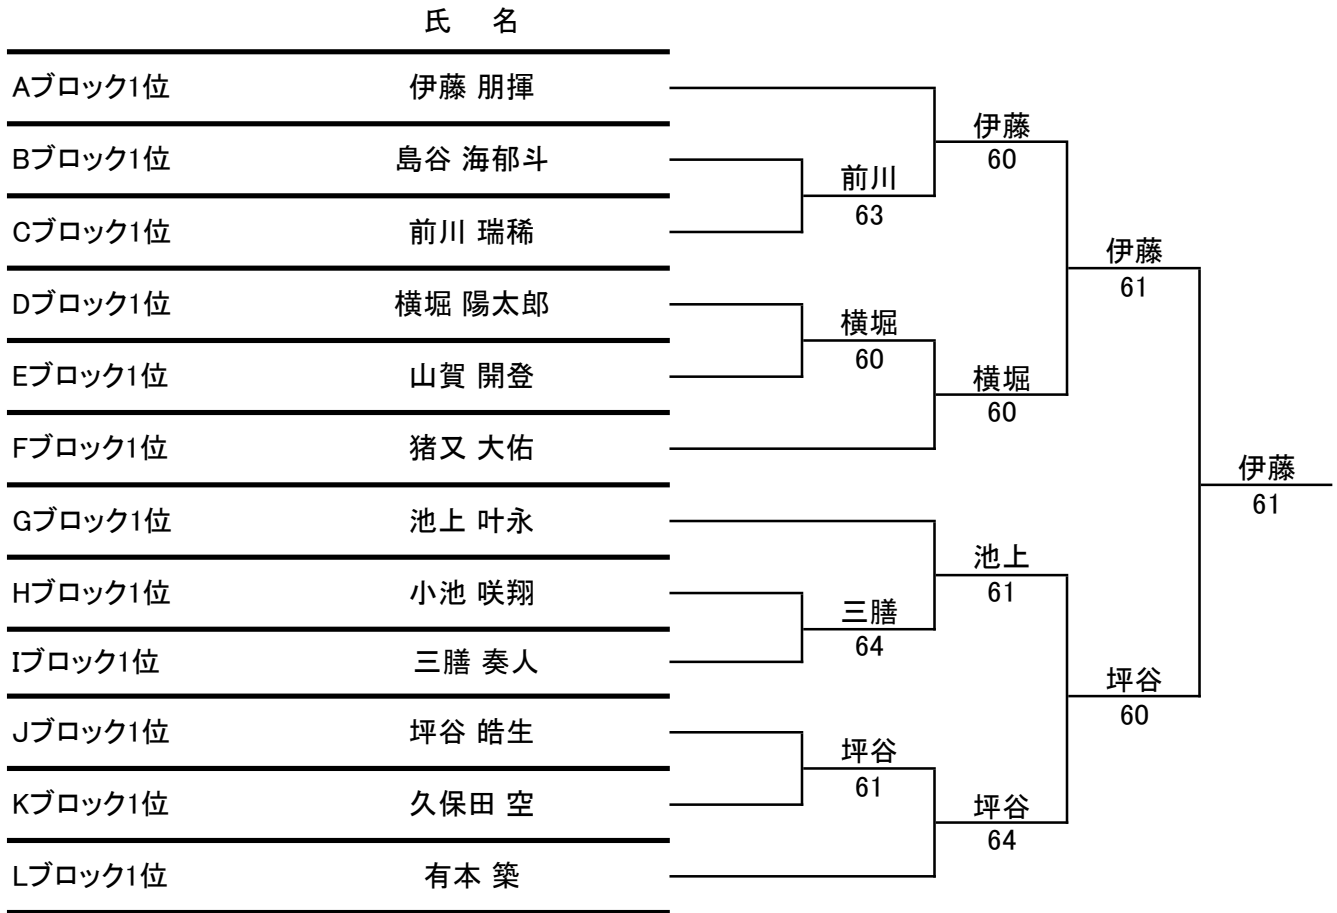 氏 名
Aブロック1位 伊藤 朋揮
伊藤
Bブロック1位 島谷 海郁斗
60
前川
63
Cブロック1位 前川 瑞稀
伊藤
61
Dブロック1位 横堀 陽太郎
横堀
60
Eブロック1位 山賀 開登
横堀
60
Fブロック1位 猪又 大佑
伊藤
61
Gブロック1位 池上 叶永
池上
61
Hブロック1位 小池 咲翔
三膳
64
Iブロック1位 三膳 奏人
坪谷
60
Jブロック1位 坪谷 皓生
坪谷
61
Kブロック1位 久保田 空
坪谷
64
Lブロック1位 有本 築